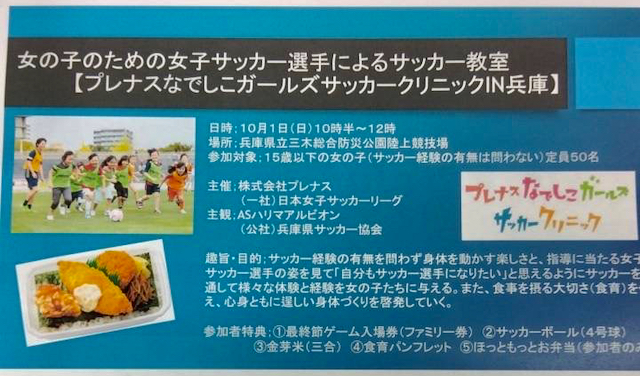 女の子のための女子サッカー選手によるサッカー教室
【プレナスなでしこガールズサッカークリニックIN兵庫】
日時；10月1日（日）10時半～12時
場所；兵庫県立三木総合防災公園陸上競技場
参加対象；15歳以下の女の子（サッカー経験の有無は問わない）定員50名
主催；株式会社プレナス
（一社）日本女子サッカーリーグ
主観；ASハリマアルビオン
（公社）兵庫県サッカー協会
プレナスなでしこガールズ
サッカークリニック
趣旨・目的；サッカー経験の有無を問わず身体を動かす楽しさと、指導に当たる女子
サッカー選手の姿を見て「自分もサッカー選手になりたい」と思えるようにサッカーを
通して様々な体験と経験を女の子たちに与える。また、食事を摂る大切さ（食育）を
え、心身ともに逞しい身体づくりを啓発していく。
参加者特典；①最終節ゲーム入場券（ファミリー券） ②サッカーボール（4号球）
③金芽米（三合） ④食育パンフレット ⑤ほっともっとお弁当（参加者のみ